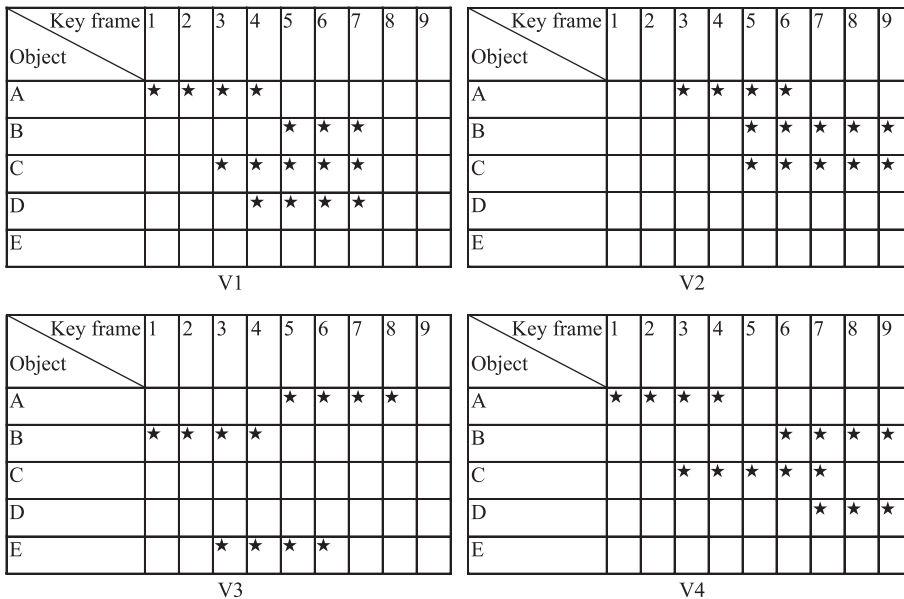 Key frame 1 2 3 4 5 6 7 8 9
Object
A ★ ★ ★ ★
B ★ ★ ★
C ★ ★ ★ ★ ★
D ★ ★ ★ ★
E
V1
Key frame 1 2 3 4 5 6 7 8 9
Object
A ★ ★ ★ ★
B ★ ★ ★ ★ ★
C ★ ★ ★ ★ ★
D
E
V2
Key frame 1 2 3 4 5 6 7 8 9
Object
A ★ ★ ★ ★
B ★ ★ ★ ★
C
D
E ★ ★ ★ ★
V3
Key frame 1 2 3 4 5 6 7 8 9
Object
A ★ ★ ★ ★
B ★ ★ ★ ★
C ★ ★ ★ ★ ★
D ★ ★ ★
E
V4